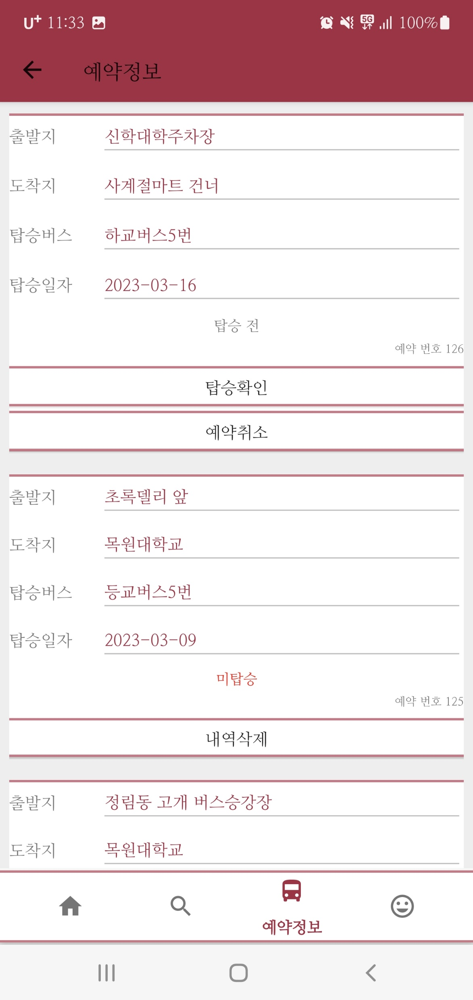 U+ 11:33 5G 100%
예약정보
출발지 신학대학주차장
도착지 사계절마트 건너
탑승버스 하교버스5번
탑승일자 2023-03-16
탑승 전
예약 번호 126
탑승확인
예약취소
출발지 초록델리 앞
도착지 목원대학교
탑승버스 등교버스5번
탑승일자 2023-03-09
미탑승
예약 번호 125
내역삭제
출발지 정림동 고개 버스승강장
도착지 목원대학교
예약정보